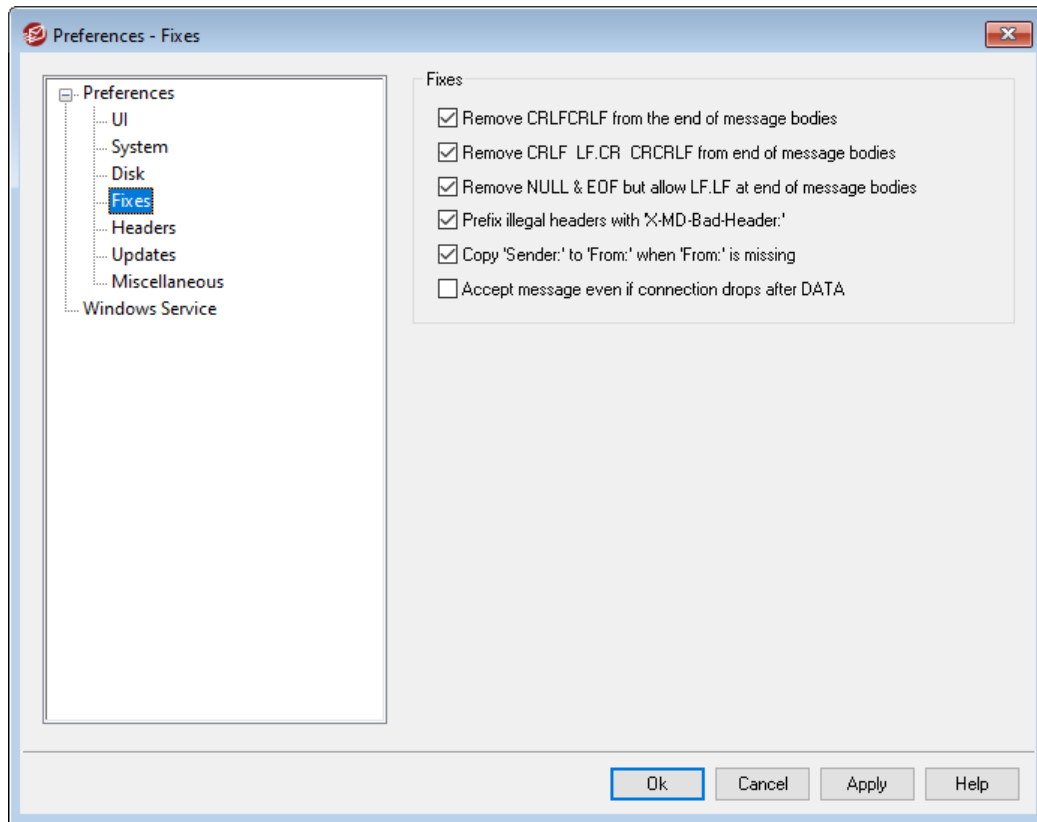 Preferences - Fixes
Preferences
UI
System
Disk
Fixes
Headers
Updates
Miscellaneous
Windows Service
Fixes
Remove CRLFCRLF from the end of message bodies
Remove CRLF  LF.CR  CRCRLF from end of message bodies
Remove NULL & EOF but allow LF.LF at end of message bodies
Prefix illegal headers with 'X-MD-Bad-Header:'
Copy 'Sender:' to 'From:' when 'From:' is missing
Accept message even if connection drops after DATA
Ok
Cancel
Apply
Help